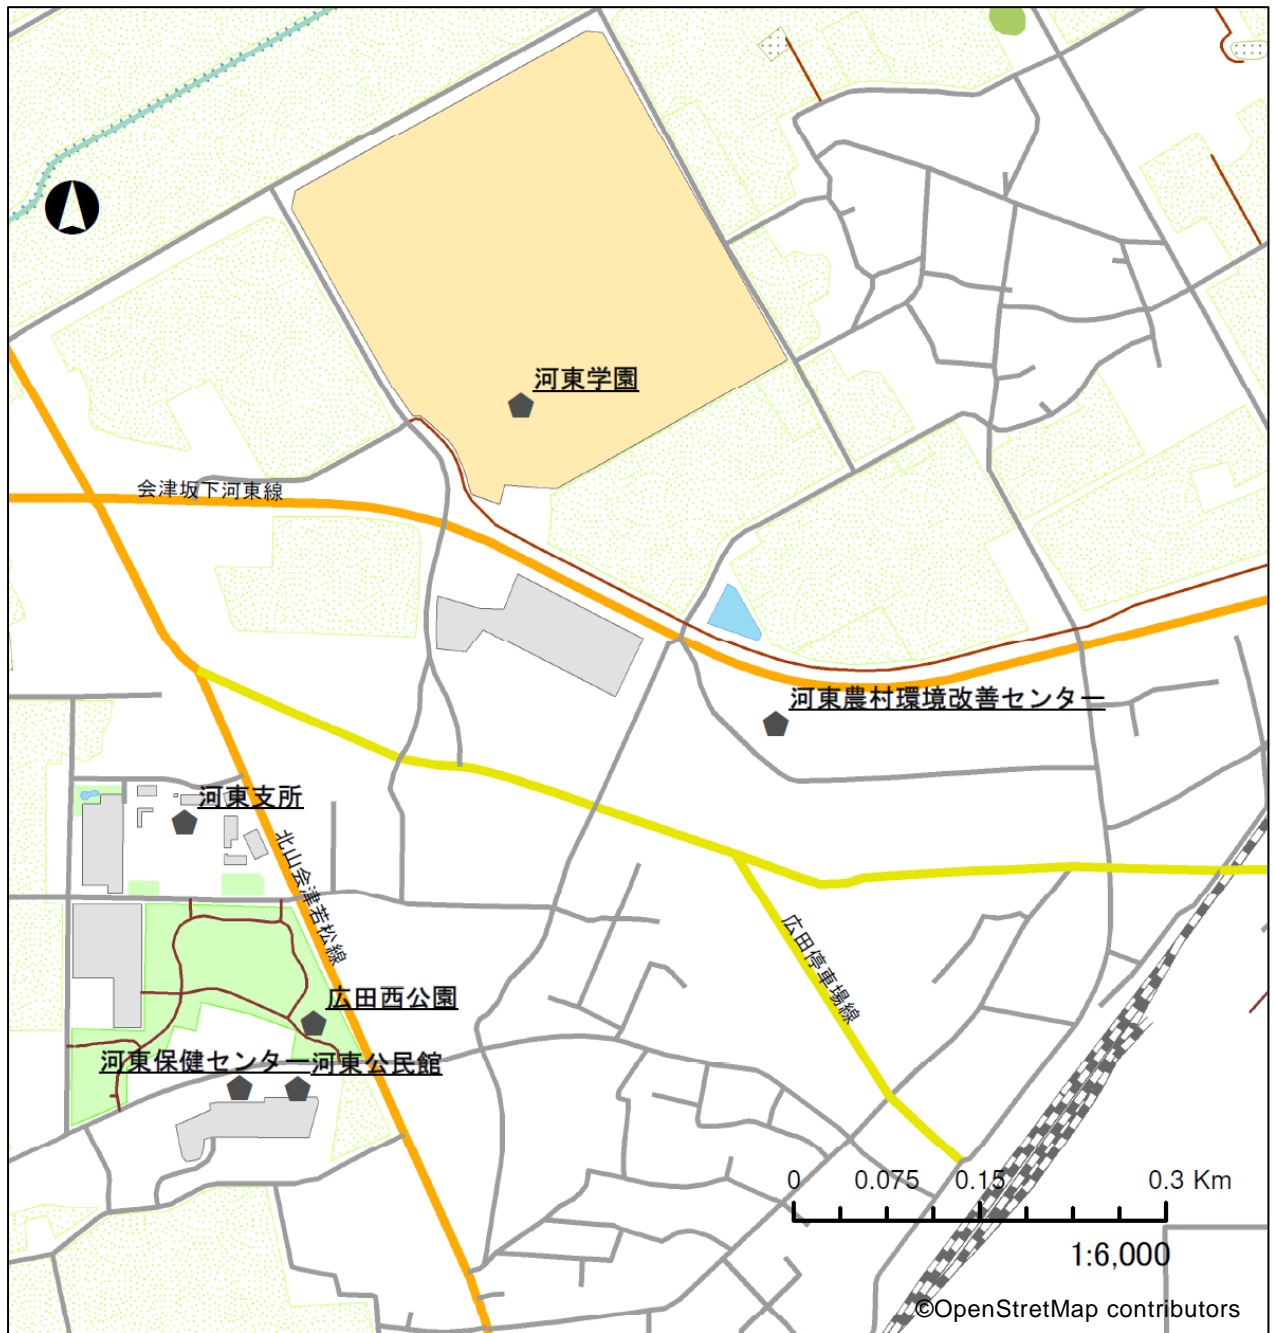 河東学園
会津坂下河東線
河東農村環境改善センター
河東支所
北山会津若松線
広田停車場線
広田西公園
河東保健センター
河東公民館
0 0.075 0.15 0.3 Km
1:6,000
©OpenStretMap contributors